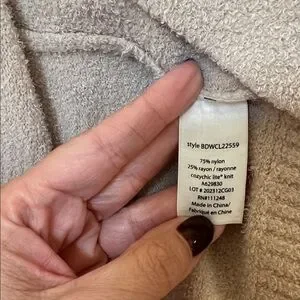 Style BDWCL22559
75% nylon
25% rayon / rayonne
cozychic lite® knit
A629830
LOT # 202312CG03
RN#111248
Made in China/
Fabriqué en Chine